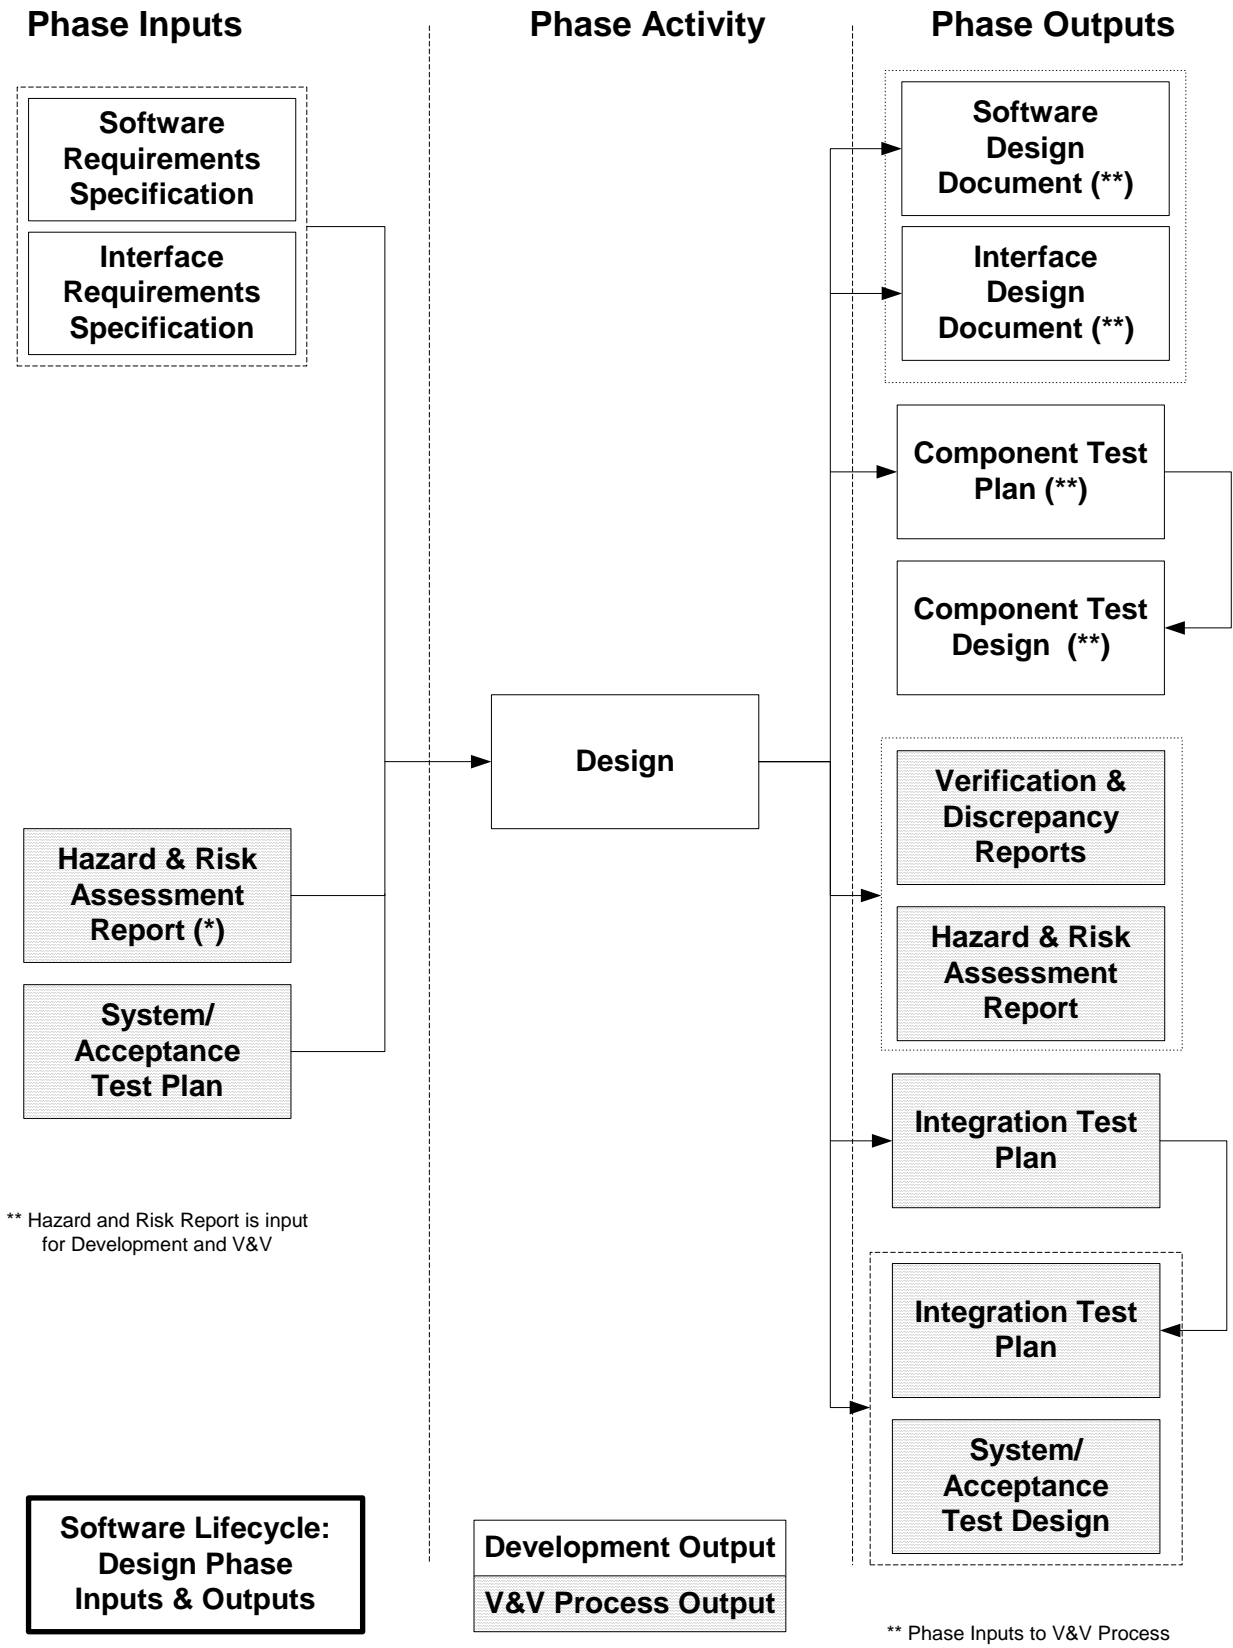 Phase Inputs
Phase Activity
Phase Outputs
Software
Requirements
Specification
Interface
Requirements
Specification
Hazard & Risk
Assessment
Report (*)
System/
Acceptance
Test Plan
** Hazard and Risk Report is input
for Development and V&V
Software Lifecycle:
Design Phase
Inputs & Outputs
Design
Development Output
V&V Process Output
Software
Design
Document (**)
Interface
Design
Document (**)
Component Test
Plan (**)
Component Test
Design (**)
Verification &
Discrepancy
Reports
Hazard & Risk
Assessment
Report
Integration Test
Plan
Integration Test
Plan
System/
Acceptance
Test Design
** Phase Inputs to V&V Process